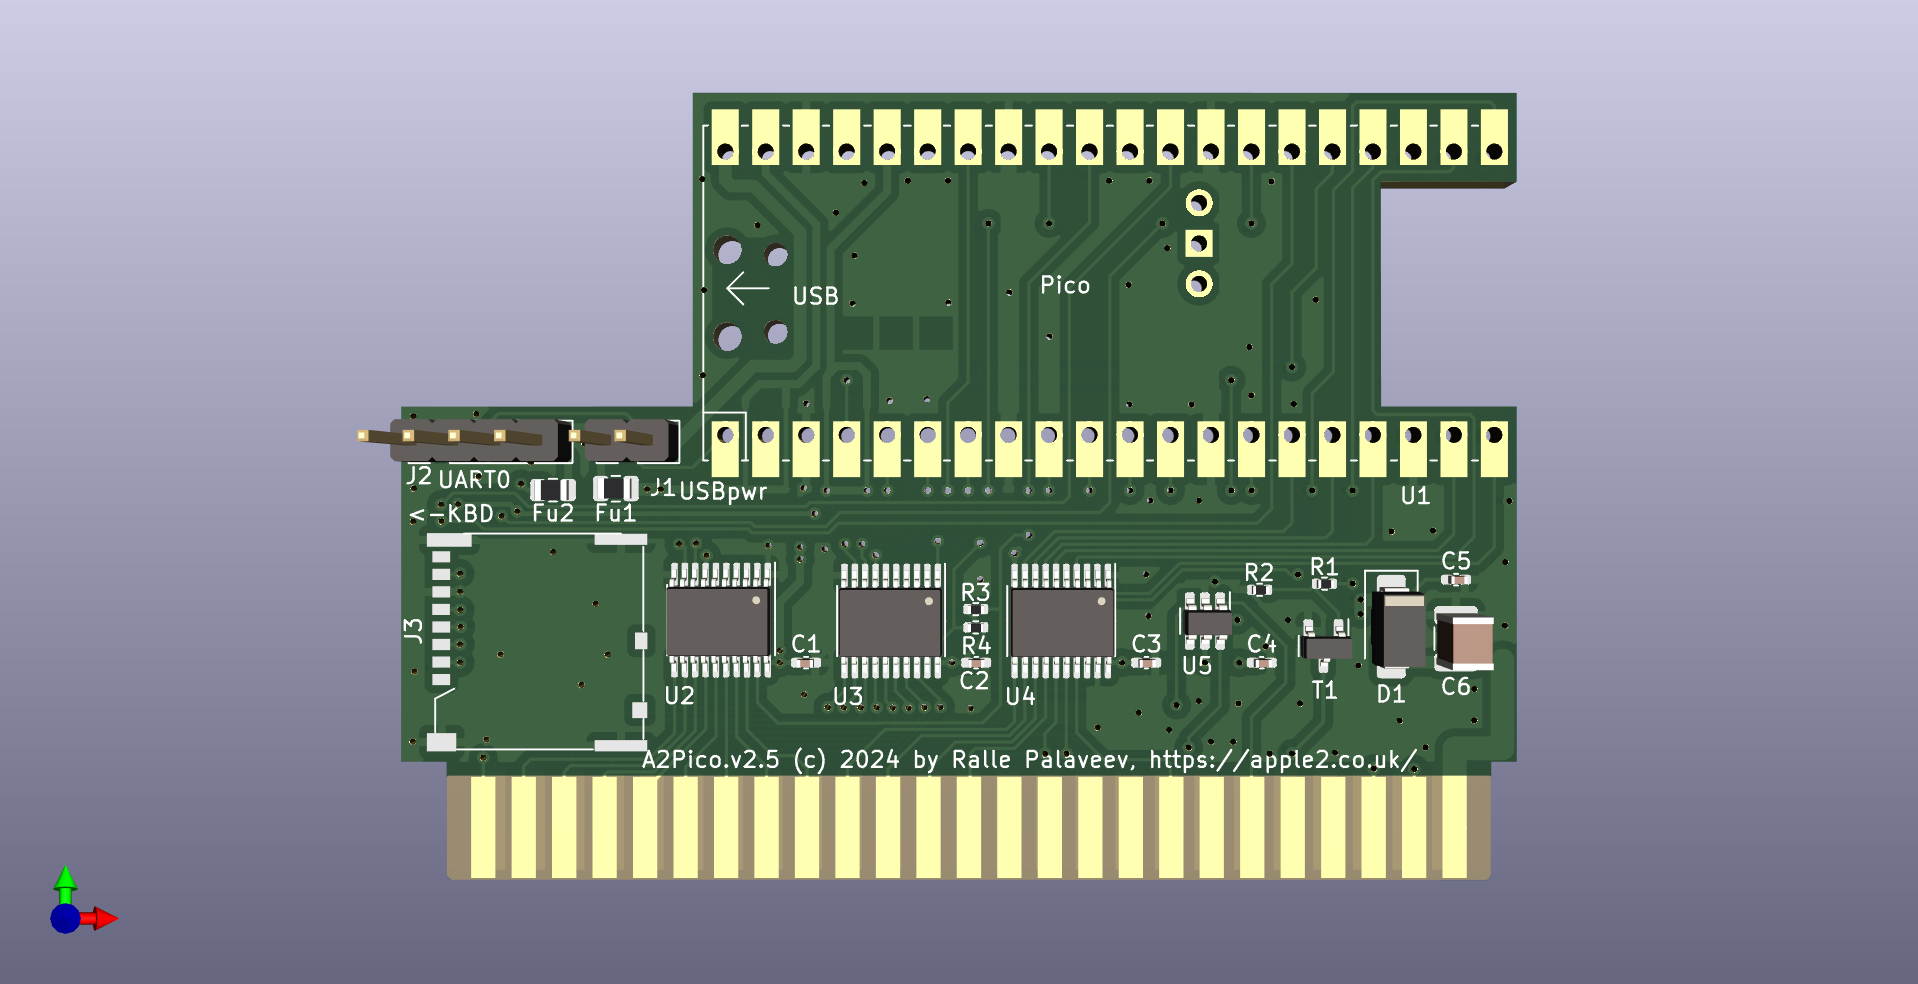 USB
Pico
J2
UART0
J1
USBpwr
U1
<-KBD
Fu2
Fu1
C5
R1
R2
R3
J3
R4
C1
C3
C4
U5
C2
U2
U3
U4
T1
D1
C6
A2Pico.v2.5 (c) 2024 by Ralle Palaveev, https://apple2.co.uk/